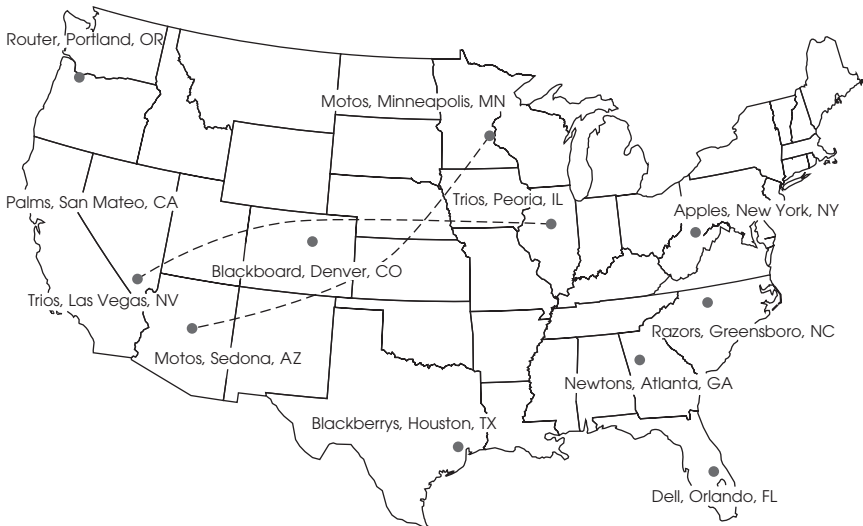 Router, Portland, OR
Motos, Minneapolis, MN
Palms, San Mateo, CA
Trios, Peoria, IL
Apples, New York, NY
Blackboard, Denver, CO
Trios, Las Vegas, NV
Razors, Greensboro, NC
Motos, Sedona, AZ
Newtons, Atlanta, GA
Blackberrys, Houston, TX
Dell, Orlando, FL